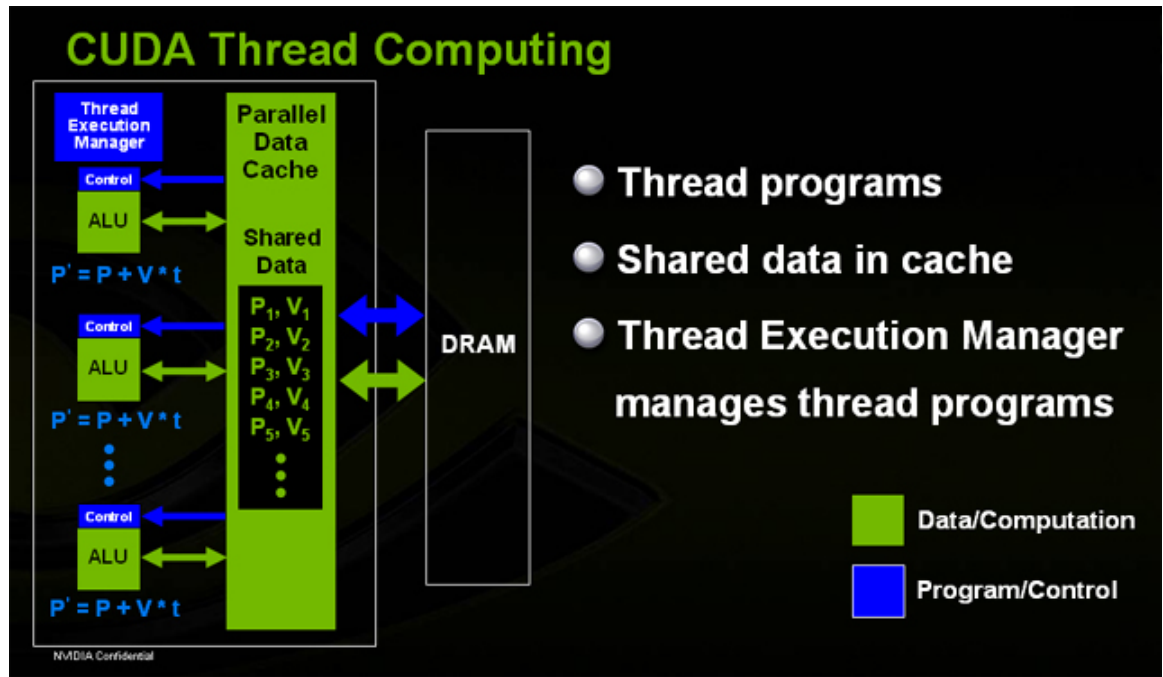 CUDA Thread Computing
Thread
Execution
Manager
Control
ALU
P' = P + V * t
Control
ALU
P' = P + V * t
Control
ALU
P' = P + V * t
Parallel
Data
Cache
Shared
Data
P₁, V₁
P₂, V₂
P₃, V₃
P₄, V₄
P₅, V₅
DRAM
Thread programs
Shared data in cache
Thread Execution Manager
manages thread programs
Data/Computation
Program/Control
NVIDIA Confidential